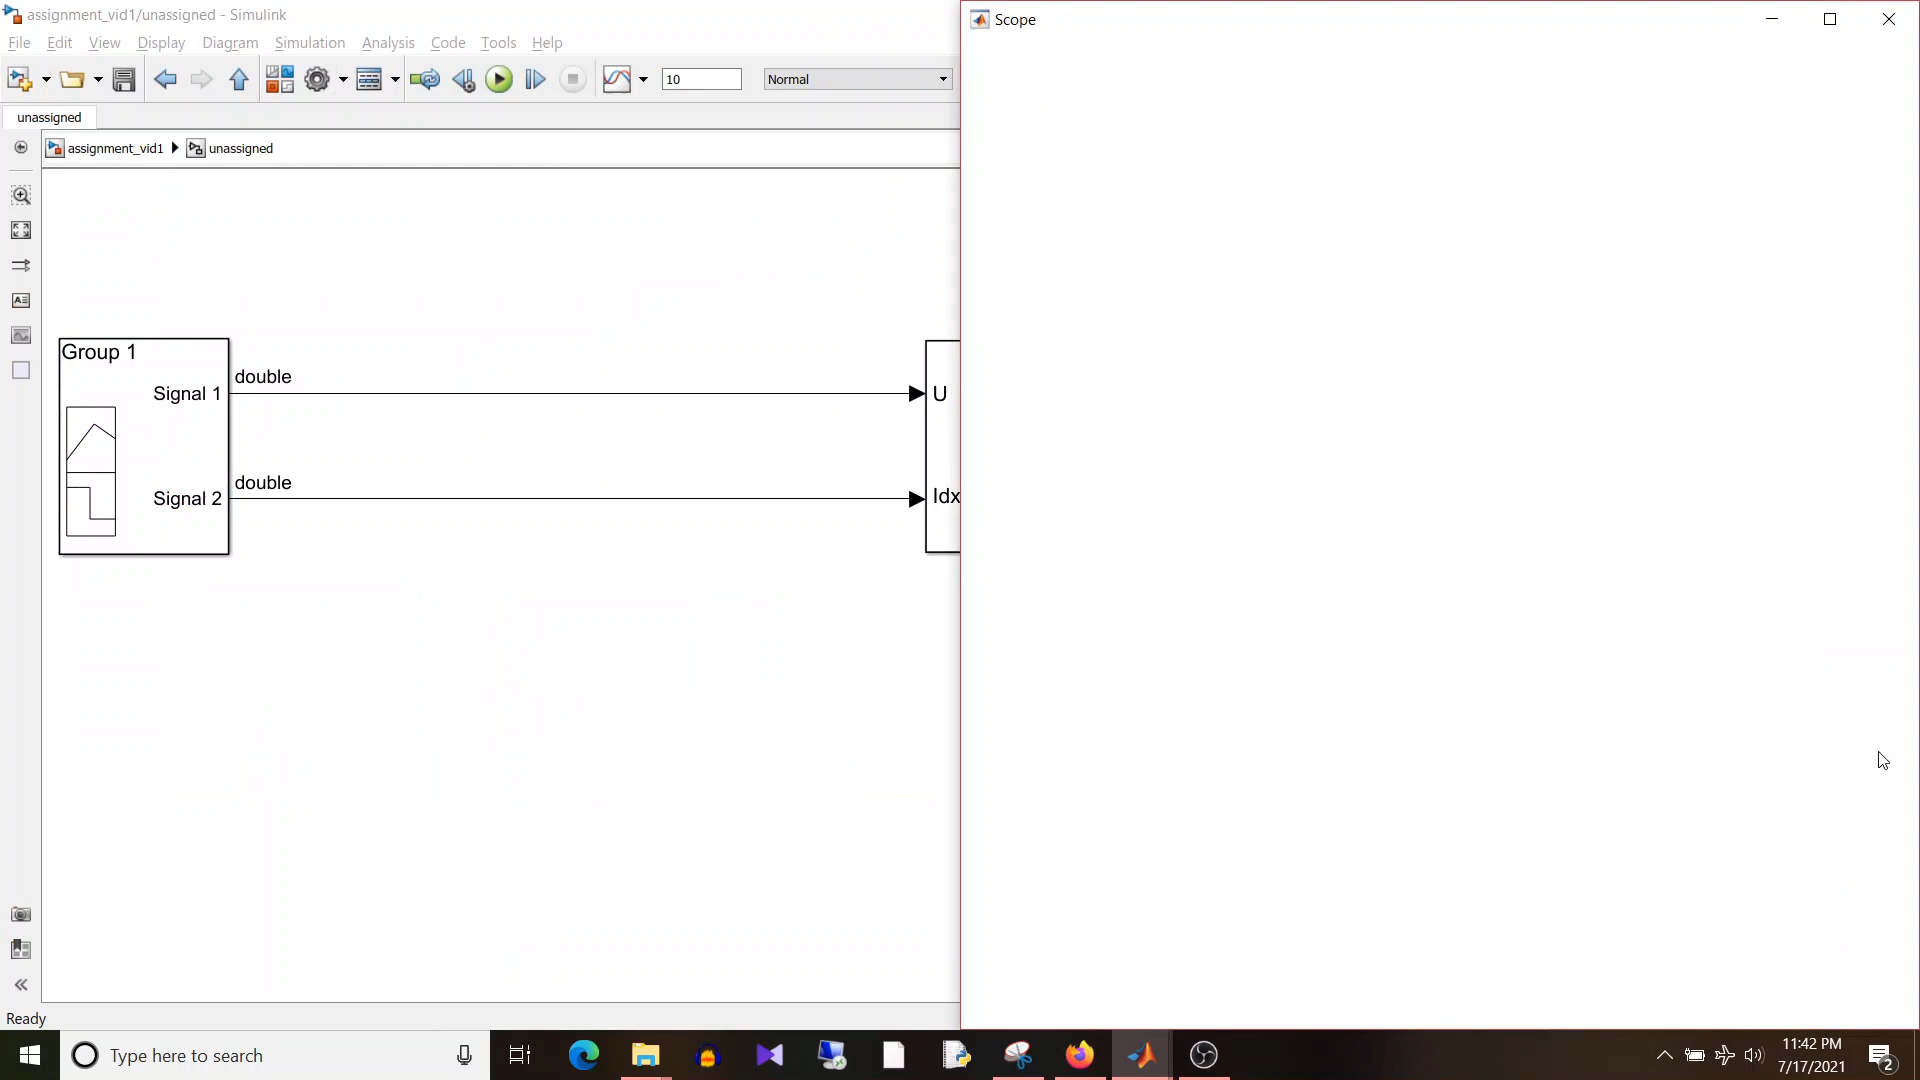 assignment_vid1/unassigned - Simulink
File Edit View Display Diagram Simulation Analysis Code Tools Help
10
Normal
unassigned
assignment_vid1 unassigned
Group 1
Signal 1
double
U
Signal 2
double
Idx
Ready
Scope
Type here to search
11:42 PM
7/17/2021
2